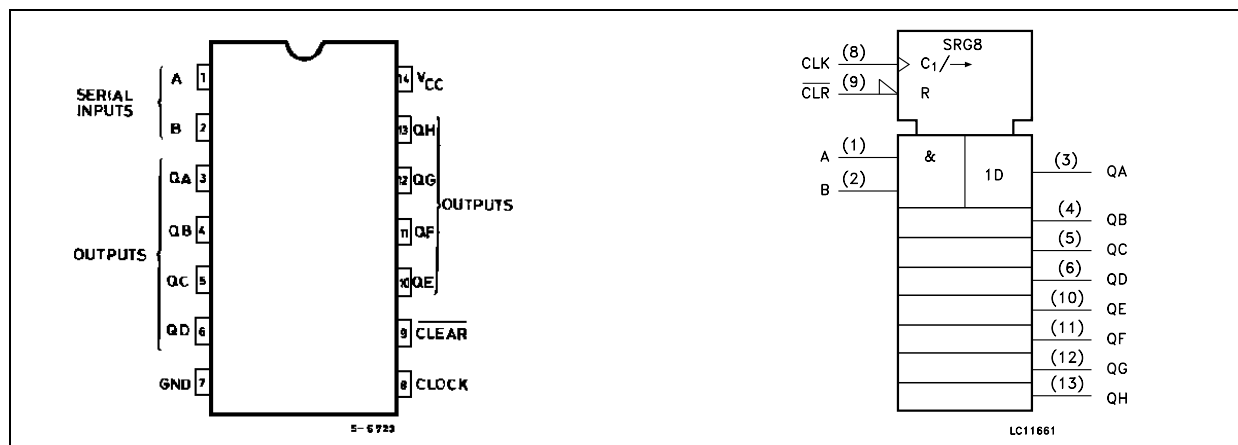 A 1
14 VCC
SERIAL
INPUTS
B 2
13 QH
QA 3
12 QG
OUTPUTS
QB 4
11 QF
OUTPUTS
QC 5
10 QE
QD 6
9 CLEAR
GND 7
8 CLOCK
S-6723
SRG8
CLK (8) C1/→
CLR (9) R
A (1) & 1D (3) QA
B (2)
(4) QB
(5) QC
(6) QD
(10) QE
(11) QF
(12) QG
(13) QH
LC11661